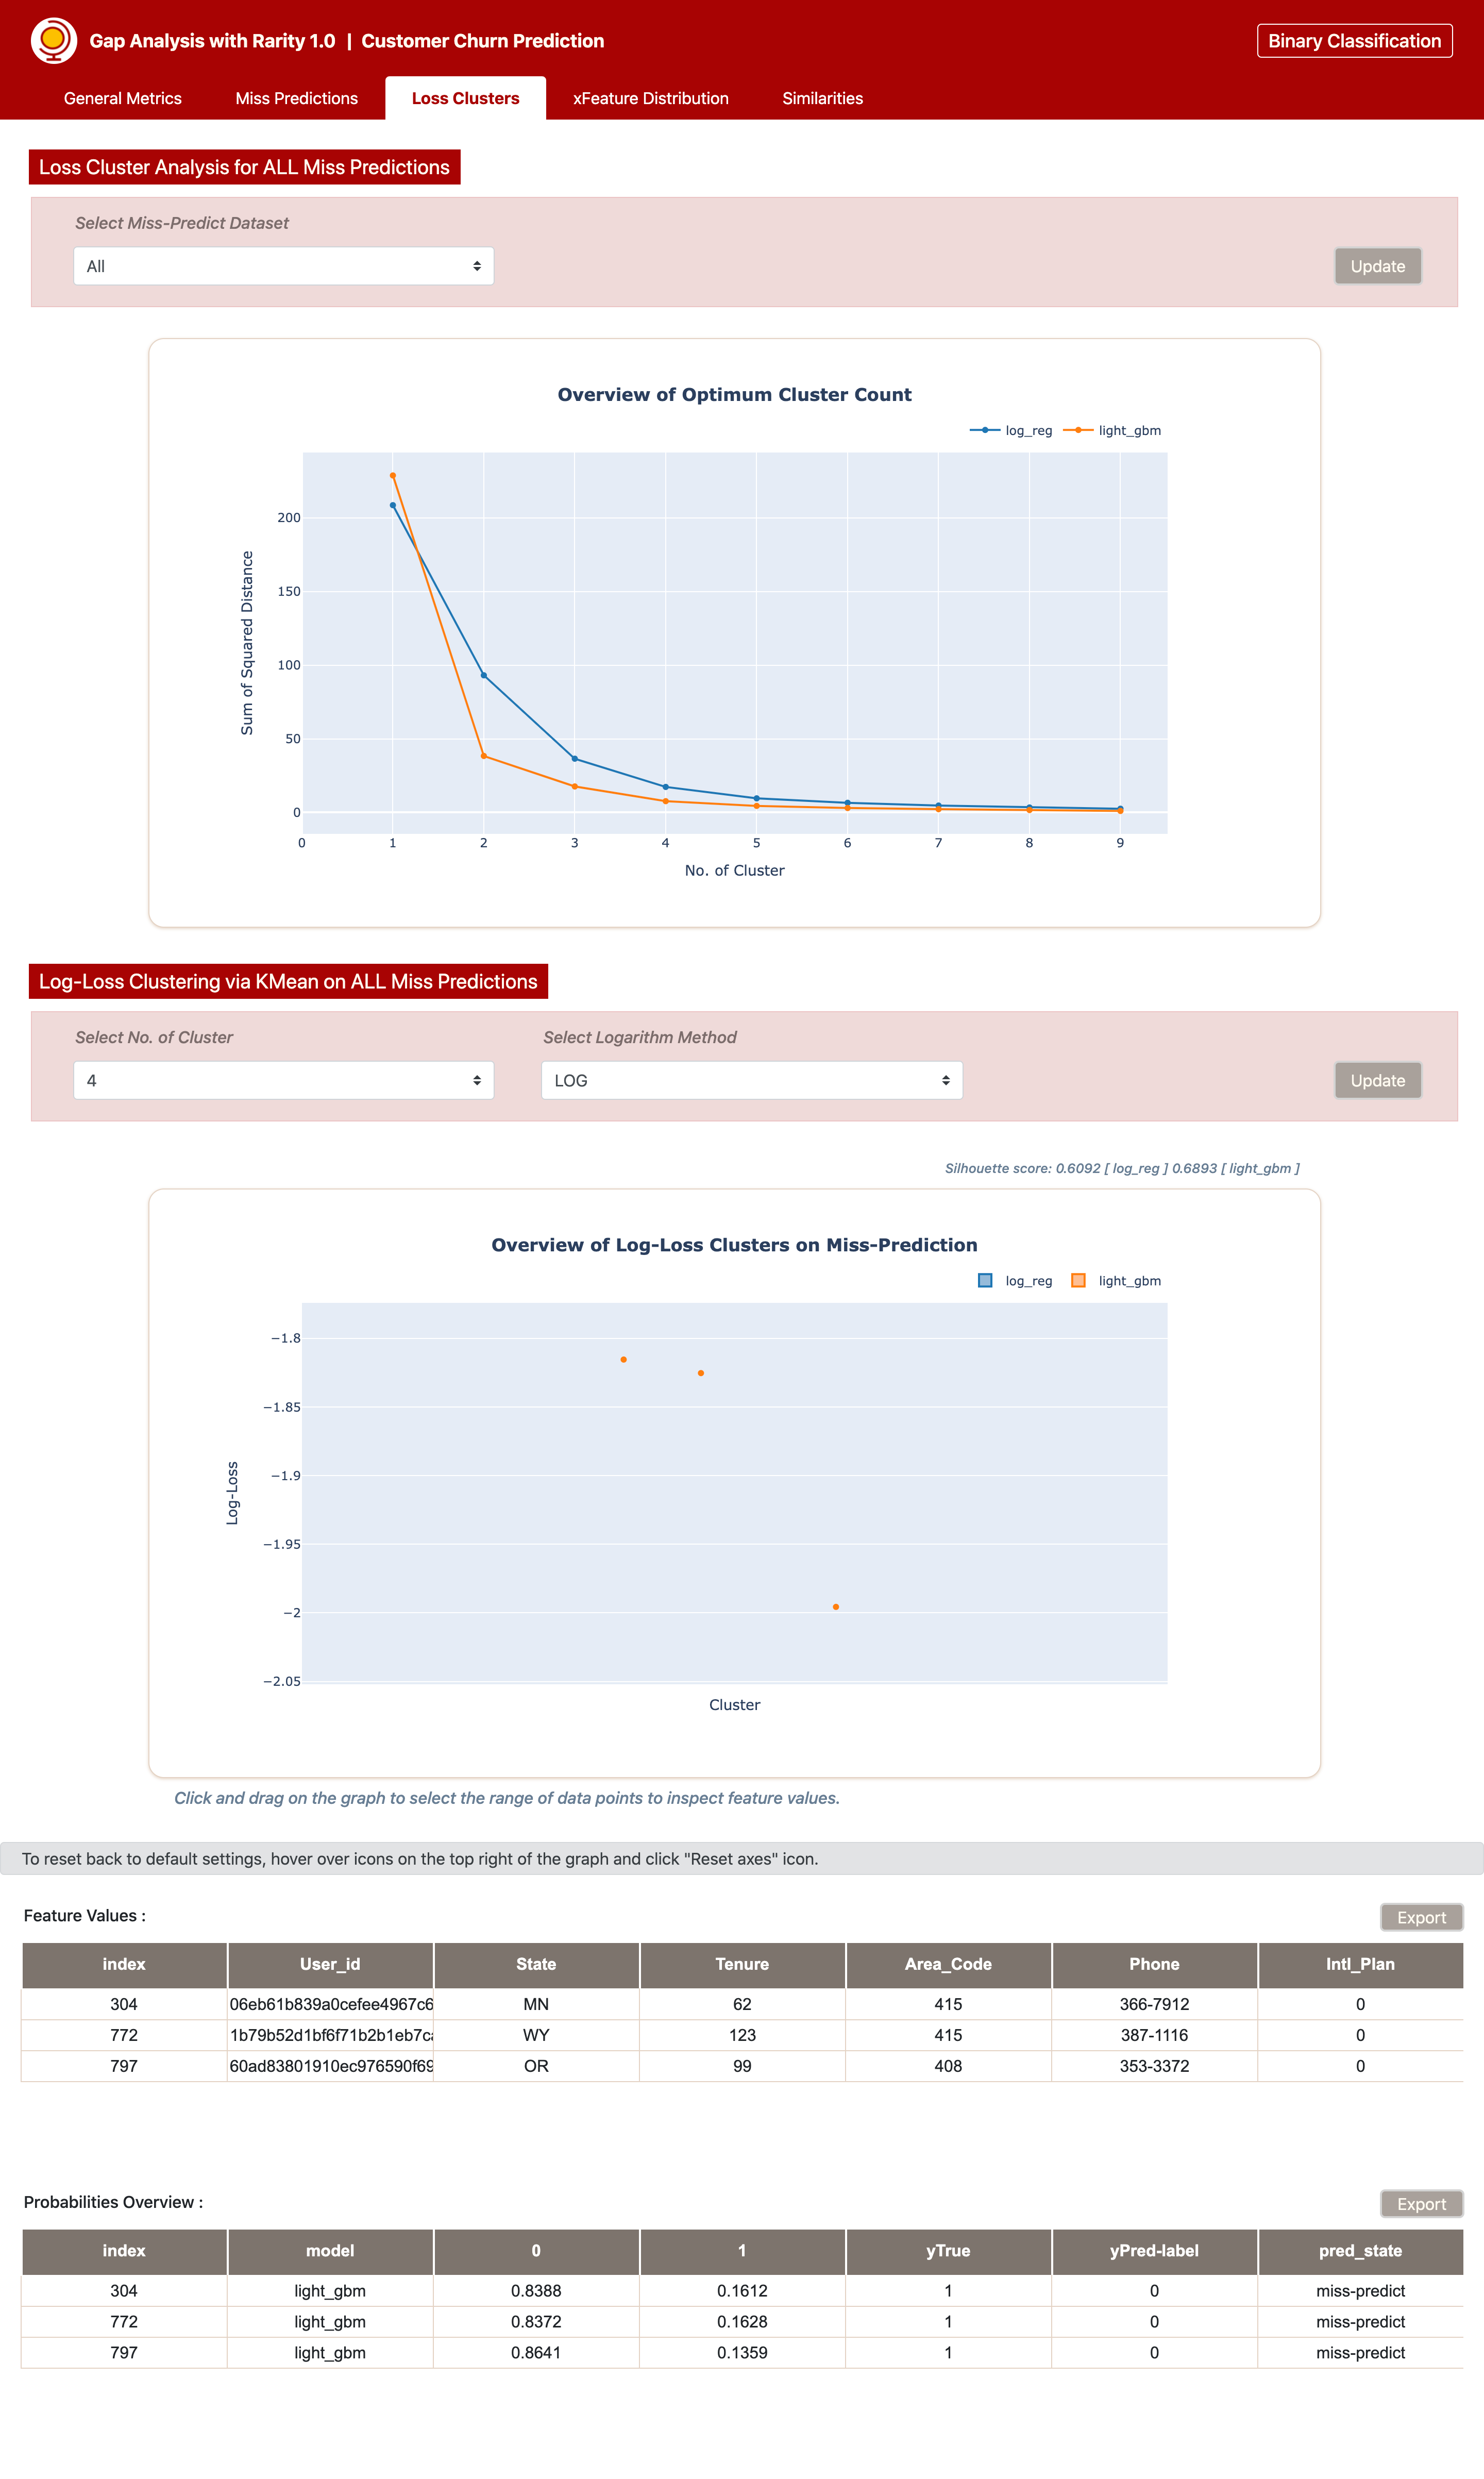 Gap Analysis with Rarity 1.0 | Customer Churn Prediction
Binary Classification
General Metrics Miss Predictions Loss Clusters xFeature Distribution Similarities
Loss Cluster Analysis for ALL Miss Predictions
Select Miss-Predict Dataset
All
Update
Overview of Optimum Cluster Count
log_reg light_gbm
200
150
100
50
0
Sum of Squared Distance
0 1 2 3 4 5 6 7 8 9
No. of Cluster
Log-Loss Clustering via KMean on ALL Miss Predictions
Select No. of Cluster Select Logarithm Method
4 LOG Update
Silhouette score: 0.6092 [ log_reg ] 0.6893 [ light_gbm ]
Overview of Log-Loss Clusters on Miss-Prediction
log_reg light_gbm
−1.8
−1.85
−1.9
−1.95
−2
−2.05
Log-Loss
Cluster
Click and drag on the graph to select the range of data points to inspect feature values.
To reset back to default settings, hover over icons on the top right of the graph and click "Reset axes" icon.
Feature Values : Export
index User_id State Tenure Area_Code Phone Intl_Plan
304 06eb61b839a0cefee4967c6 MN 62 415 366-7912 0
772 1b79b52d1bf6f71b2b1eb7ca WY 123 415 387-1116 0
797 60ad83801910ec976590f69 OR 99 408 353-3372 0
Probabilities Overview : Export
index model 0 1 yTrue yPred-label pred_state
304 light_gbm 0.8388 0.1612 1 0 miss-predict
772 light_gbm 0.8372 0.1628 1 0 miss-predict
797 light_gbm 0.8641 0.1359 1 0 miss-predict